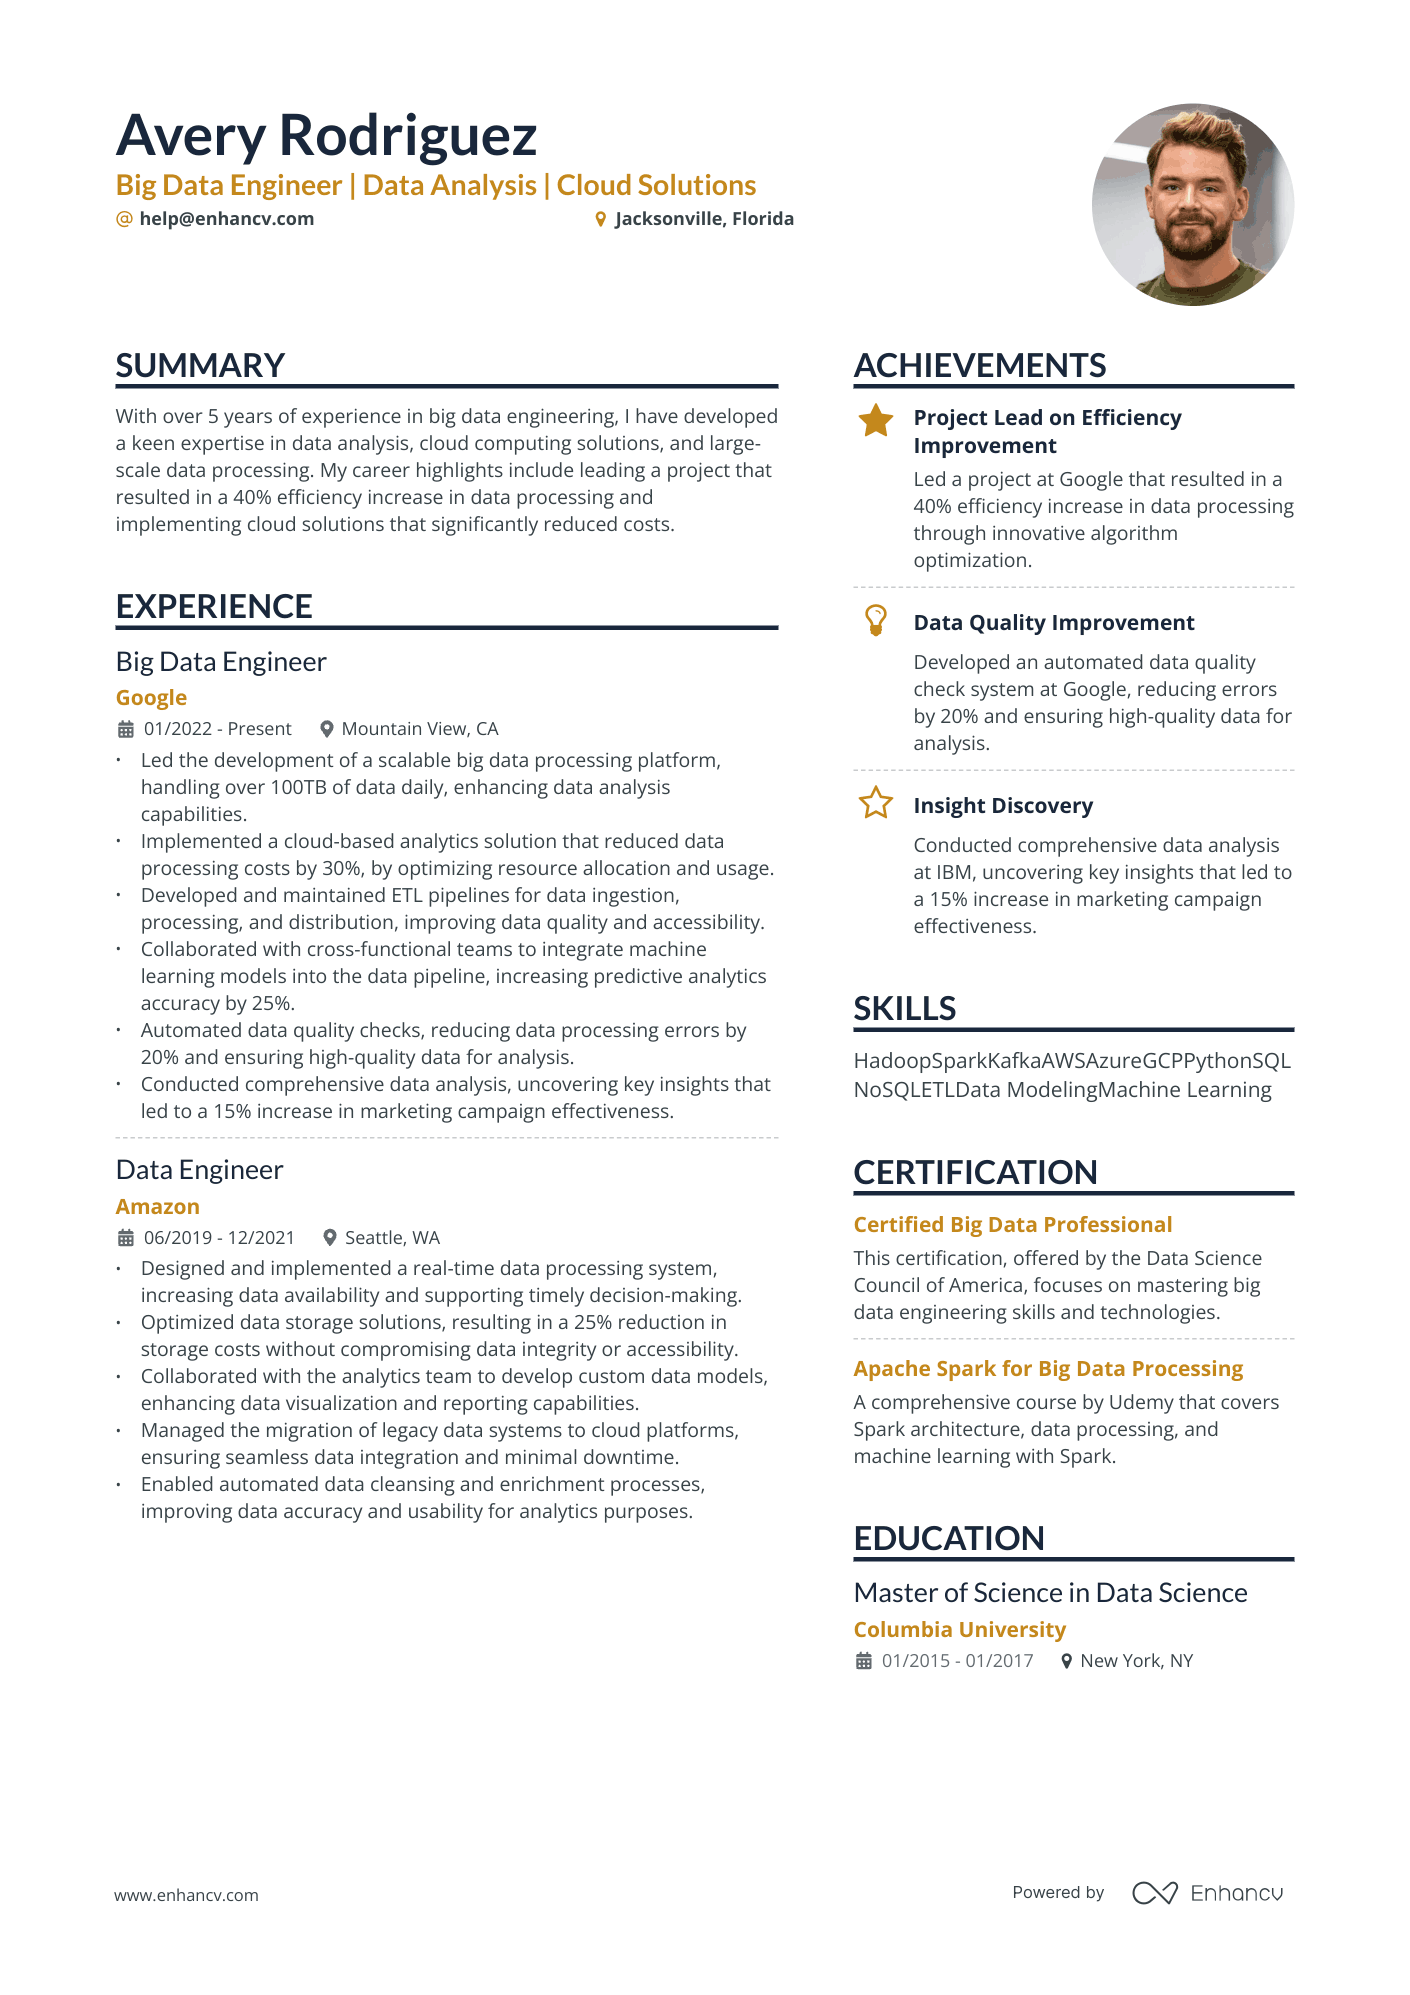 Avery Rodriguez
Big Data Engineer | Data Analysis | Cloud Solutions
@ help@enhancv.com
Jacksonville, Florida
SUMMARY
With over 5 years of experience in big data engineering, I have developed
a keen expertise in data analysis, cloud computing solutions, and large-
scale data processing. My career highlights include leading a project that
resulted in a 40% efficiency increase in data processing and
implementing cloud solutions that significantly reduced costs.
EXPERIENCE
Big Data Engineer
Google
01/2022 - Present Mountain View, CA
• Led the development of a scalable big data processing platform,
handling over 100TB of data daily, enhancing data analysis
capabilities.
• Implemented a cloud-based analytics solution that reduced data
processing costs by 30%, by optimizing resource allocation and usage.
• Developed and maintained ETL pipelines for data ingestion,
processing, and distribution, improving data quality and accessibility.
• Collaborated with cross-functional teams to integrate machine
learning models into the data pipeline, increasing predictive analytics
accuracy by 25%.
• Automated data quality checks, reducing data processing errors by
20% and ensuring high-quality data for analysis.
• Conducted comprehensive data analysis, uncovering key insights that
led to a 15% increase in marketing campaign effectiveness.
Data Engineer
Amazon
06/2019 - 12/2021 Seattle, WA
• Designed and implemented a real-time data processing system,
increasing data availability and supporting timely decision-making.
• Optimized data storage solutions, resulting in a 25% reduction in
storage costs without compromising data integrity or accessibility.
• Collaborated with the analytics team to develop custom data models,
enhancing data visualization and reporting capabilities.
• Managed the migration of legacy data systems to cloud platforms,
ensuring seamless data integration and minimal downtime.
• Enabled automated data cleansing and enrichment processes,
improving data accuracy and usability for analytics purposes.
ACHIEVEMENTS
Project Lead on Efficiency
Improvement
Led a project at Google that resulted in a
40% efficiency increase in data processing
through innovative algorithm
optimization.
Data Quality Improvement
Developed an automated data quality
check system at Google, reducing errors
by 20% and ensuring high-quality data for
analysis.
Insight Discovery
Conducted comprehensive data analysis
at IBM, uncovering key insights that led to
a 15% increase in marketing campaign
effectiveness.
SKILLS
HadoopSparkKafkaAWSAzureGCPPythonSQL
NoSQLETLData ModelingMachine Learning
CERTIFICATION
Certified Big Data Professional
This certification, offered by the Data Science
Council of America, focuses on mastering big
data engineering skills and technologies.
Apache Spark for Big Data Processing
A comprehensive course by Udemy that covers
Spark architecture, data processing, and
machine learning with Spark.
EDUCATION
Master of Science in Data Science
Columbia University
01/2015 - 01/2017 New York, NY
www.enhancv.com
Powered by Enhancv